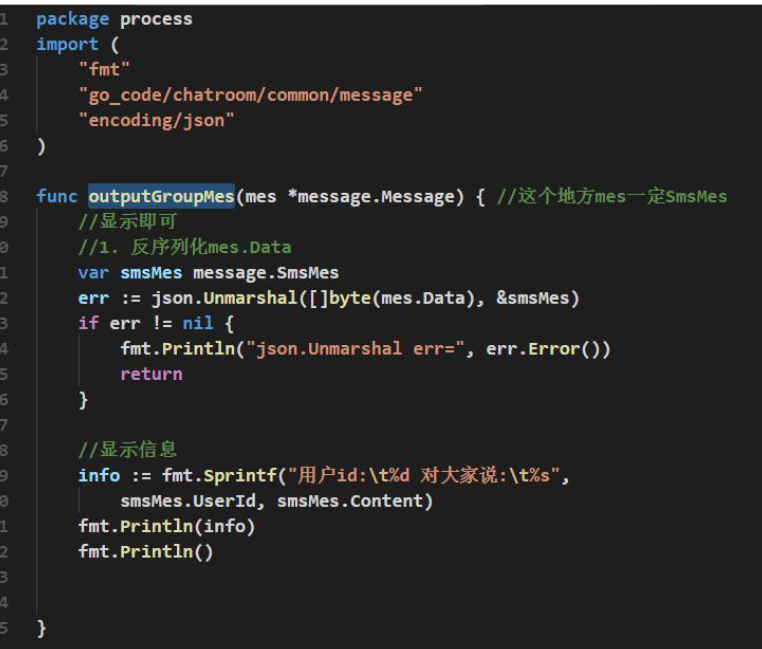 1 package process
2 import (
3 "fmt"
4 "go_code/chatroom/common/message"
5 "encoding/json"
6 )
7
8 func outputGroupMes(mes *message.Message) { //这个地方mes一定SmsMes
9 //显示即可
0 //1. 反序列化mes.Data
1 var smsMes message.SmsMes
2 err := json.Unmarshal([]byte(mes.Data), &smsMes)
3 if err != nil {
4 fmt.Println("json.Unmarshal err=", err.Error())
5 return
6 }
7
8 //显示信息
9 info := fmt.Sprintf("用户id:\t%d 对大家说:\t%s",
0 smsMes.UserId, smsMes.Content)
1 fmt.Println(info)
2 fmt.Println()
3
4
5 }